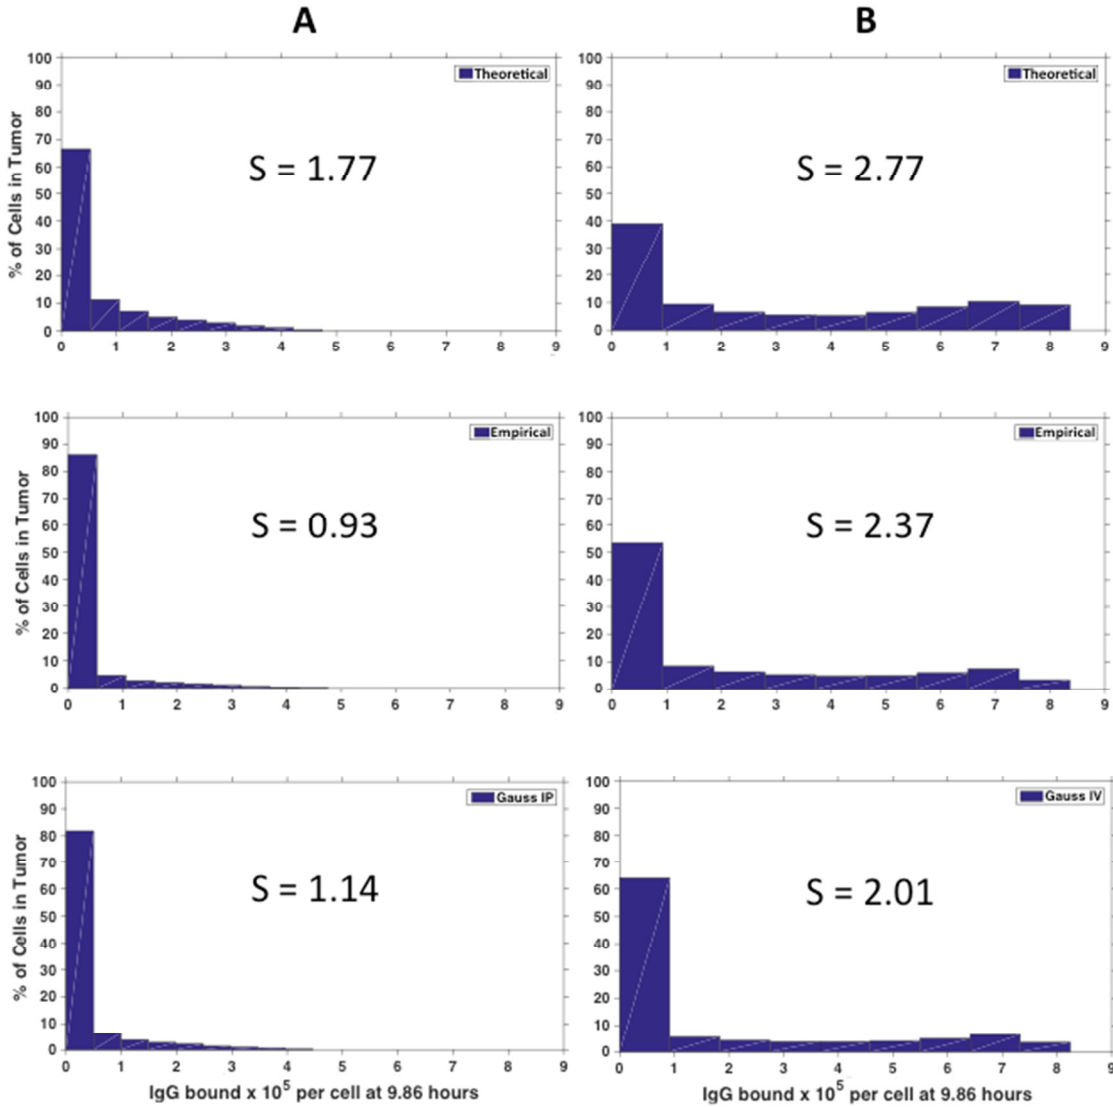 A
B
% of Cells in Tumor
100
90
80
70
60
50
40
30
20
10
0
Theoretical
S = 1.77
0 1 2 3 4 5 6 7 8 9
100
90
80
70
60
50
40
30
20
10
0
Theoretical
S = 2.77
0 1 2 3 4 5 6 7 8 9
% of Cells in Tumor
100
90
80
70
60
50
40
30
20
10
0
Empirical
S = 0.93
0 1 2 3 4 5 6 7 8 9
100
90
80
70
60
50
40
30
20
10
0
Empirical
S = 2.37
0 1 2 3 4 5 6 7 8 9
% of Cells in Tumor
100
90
80
70
60
50
40
30
20
10
0
Gauss IP
S = 1.14
0 1 2 3 4 5 6 7 8 9
IgG bound x 10⁵ per cell at 9.86 hours
100
90
80
70
60
50
40
30
20
10
0
Gauss IV
S = 2.01
0 1 2 3 4 5 6 7 8 9
IgG bound x 10⁵ per cell at 9.86 hours